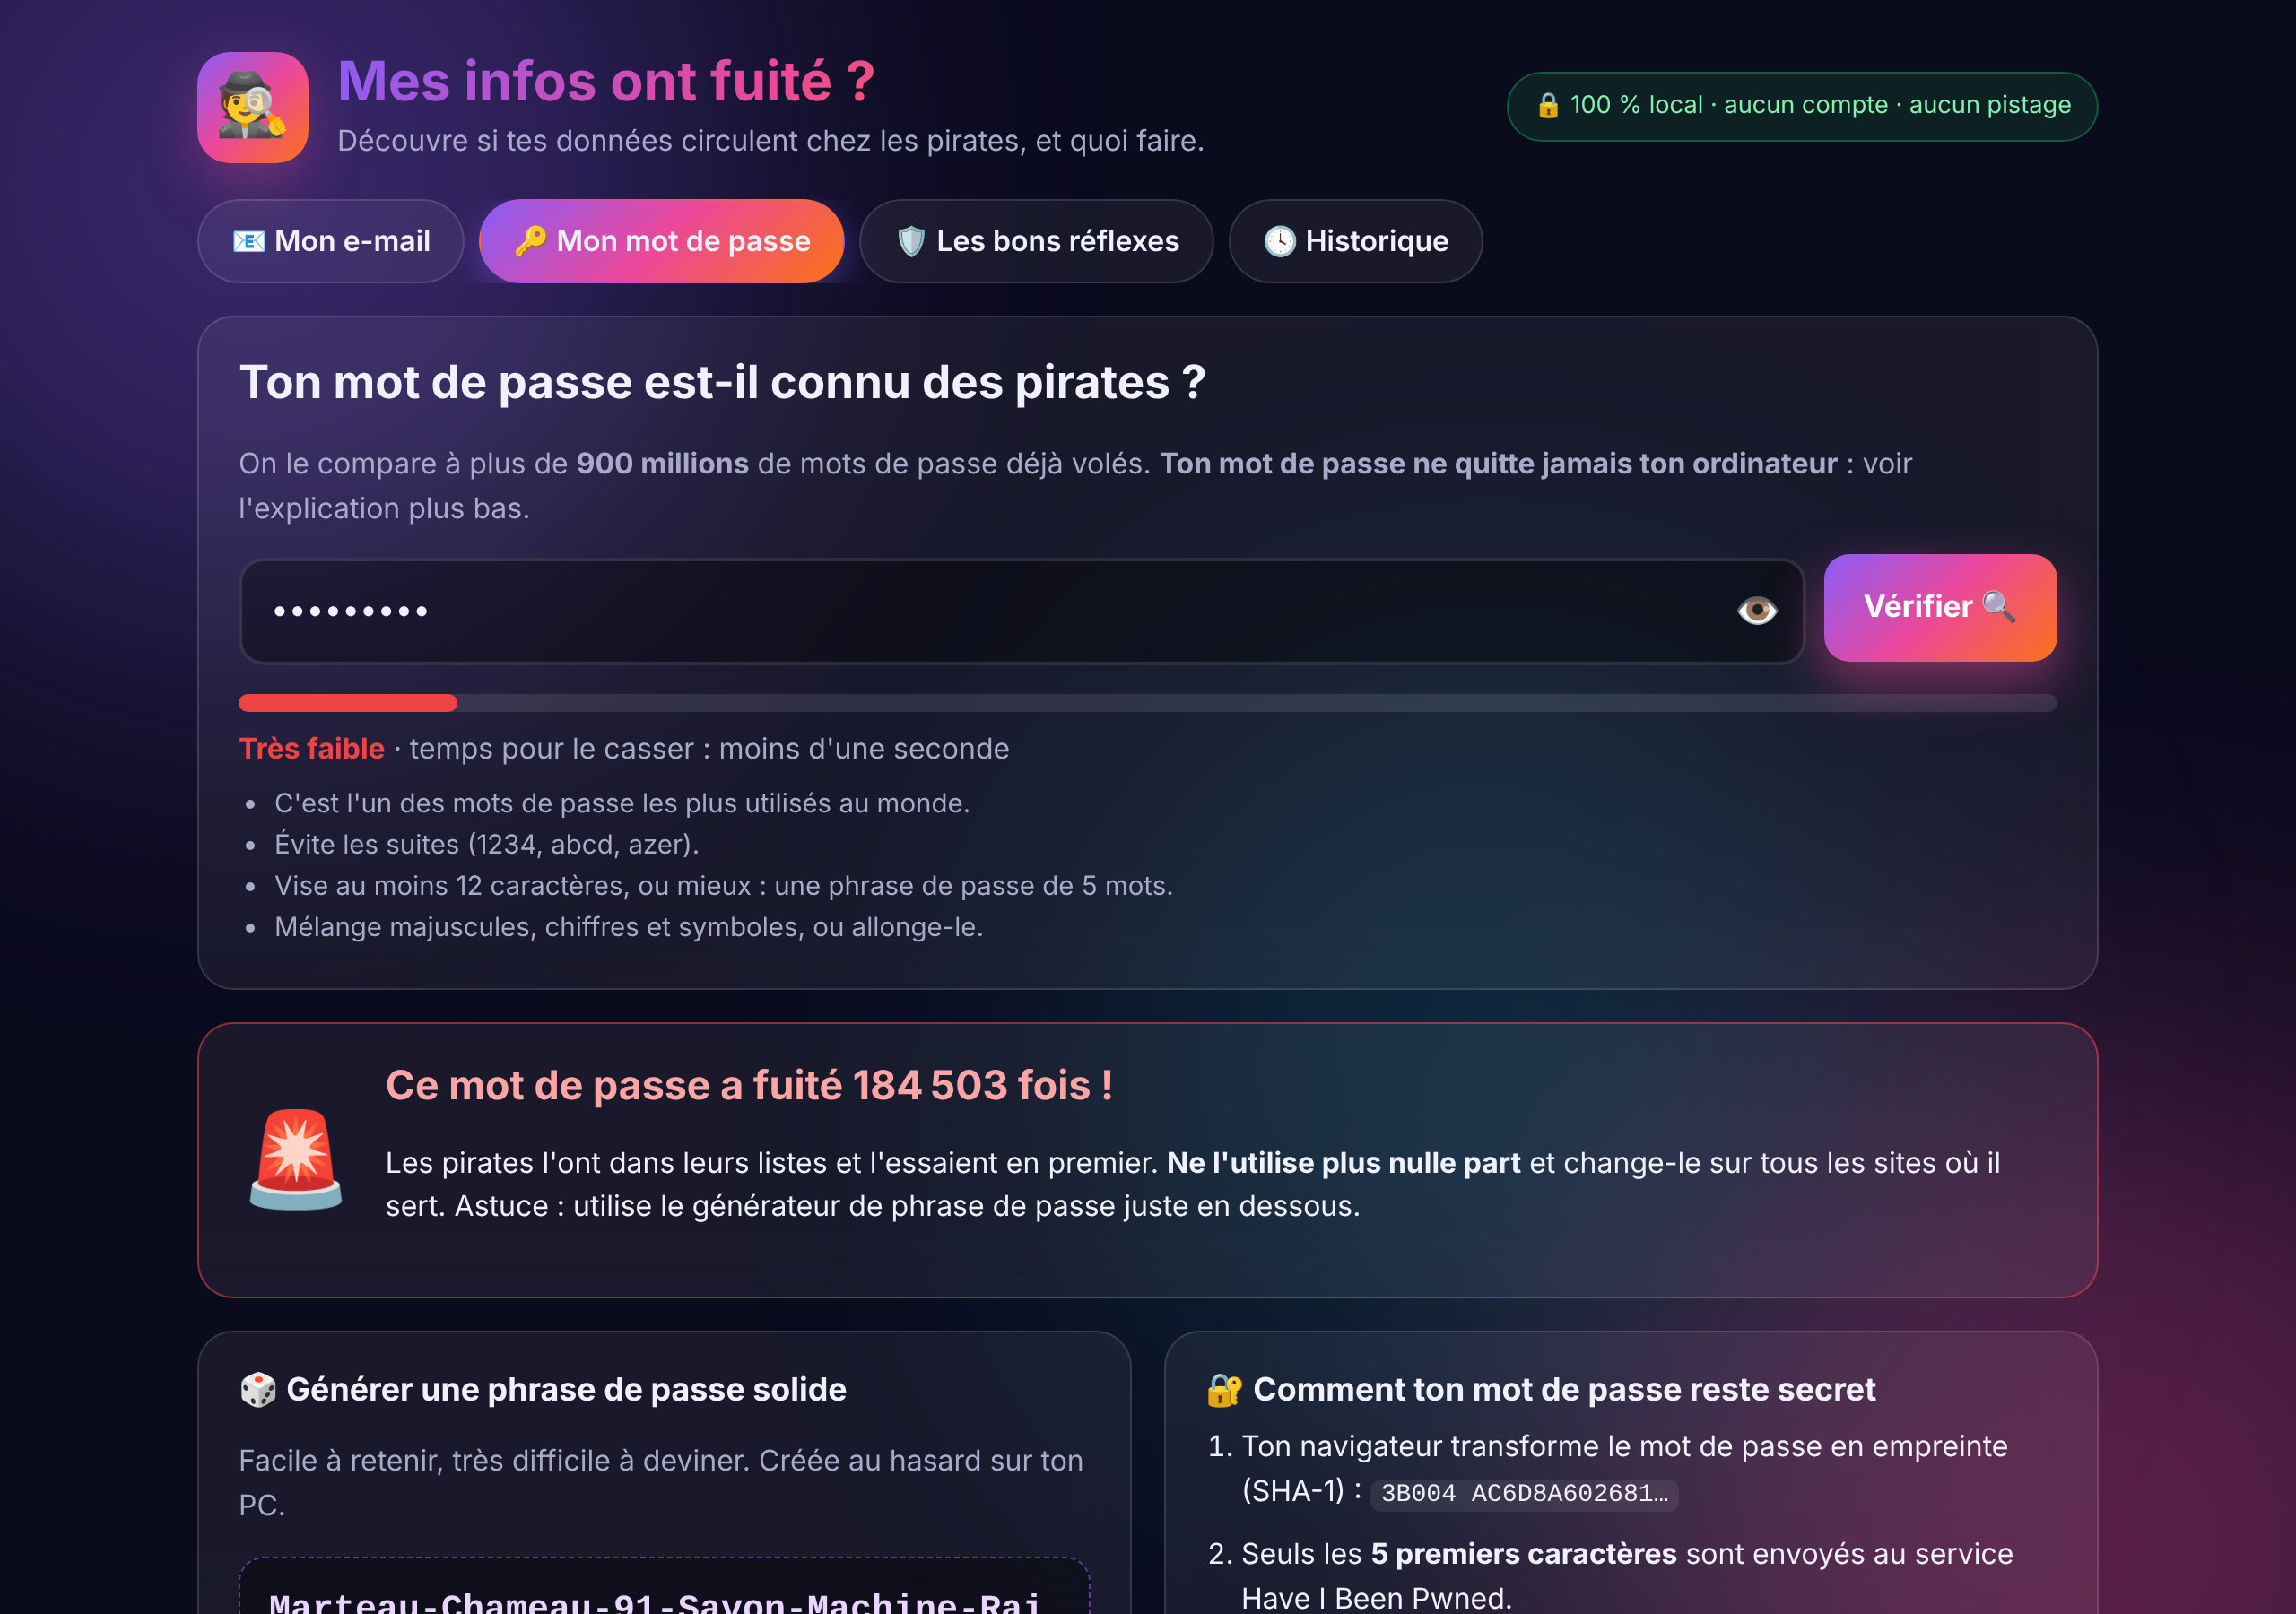 Mes infos ont fuité ?
Découvre si tes données circulent chez les pirates, et quoi faire.
🔒 100 % local · aucun compte · aucun pistage
📧 Mon e-mail
🔑 Mon mot de passe
🛡️ Les bons réflexes
🕓 Historique
Ton mot de passe est-il connu des pirates ?
On le compare à plus de 900 millions de mots de passe déjà volés. Ton mot de passe ne quitte jamais ton ordinateur : voir
l'explication plus bas.
•••••••••
Vérifier 🔍
Très faible · temps pour le casser : moins d'une seconde
• C'est l'un des mots de passe les plus utilisés au monde.
• Évite les suites (1234, abcd, azer).
• Vise au moins 12 caractères, ou mieux : une phrase de passe de 5 mots.
• Mélange majuscules, chiffres et symboles, ou allonge-le.
Ce mot de passe a fuité 184 503 fois !
Les pirates l'ont dans leurs listes et l'essaient en premier. Ne l'utilise plus nulle part et change-le sur tous les sites où il
sert. Astuce : utilise le générateur de phrase de passe juste en dessous.
🎲 Générer une phrase de passe solide
Facile à retenir, très difficile à deviner. Créée au hasard sur ton
PC.
Marteau-Chameau-91-Savon-Machine-Rai
🔐 Comment ton mot de passe reste secret
1. Ton navigateur transforme le mot de passe en empreinte
(SHA-1) : 3B004 AC6D8A602681…
2. Seuls les 5 premiers caractères sont envoyés au service
Have I Been Pwned.